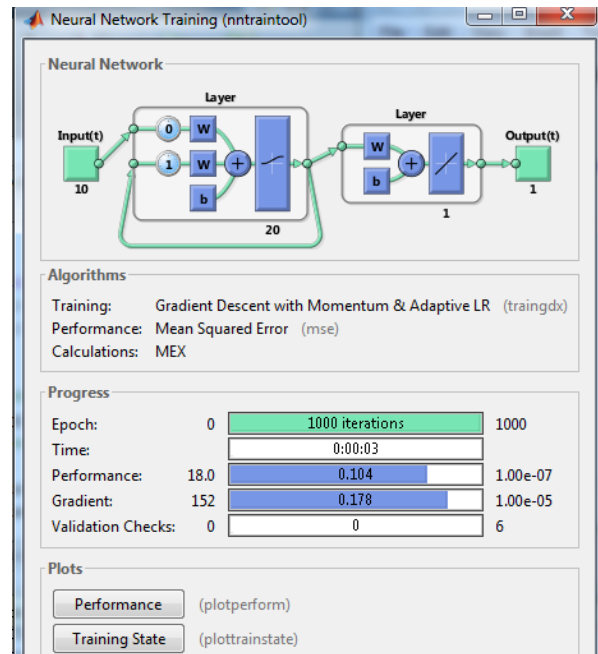 Neural Network Training (nntraintool)
Neural Network
Layer
Layer
Input(t)
Output(t)
0
W
1
W
b
+
W
b
+
10
20
1
1
Algorithms
Training: Gradient Descent with Momentum & Adaptive LR (traingdx)
Performance: Mean Squared Error (mse)
Calculations: MEX
Progress
Epoch: 0 1000 iterations 1000
Time: 0:00:03
Performance: 18.0 0.104 1.00e-07
Gradient: 152 0.178 1.00e-05
Validation Checks: 0 0 6
Plots
Performance (plotperform)
Training State (plottrainstate)